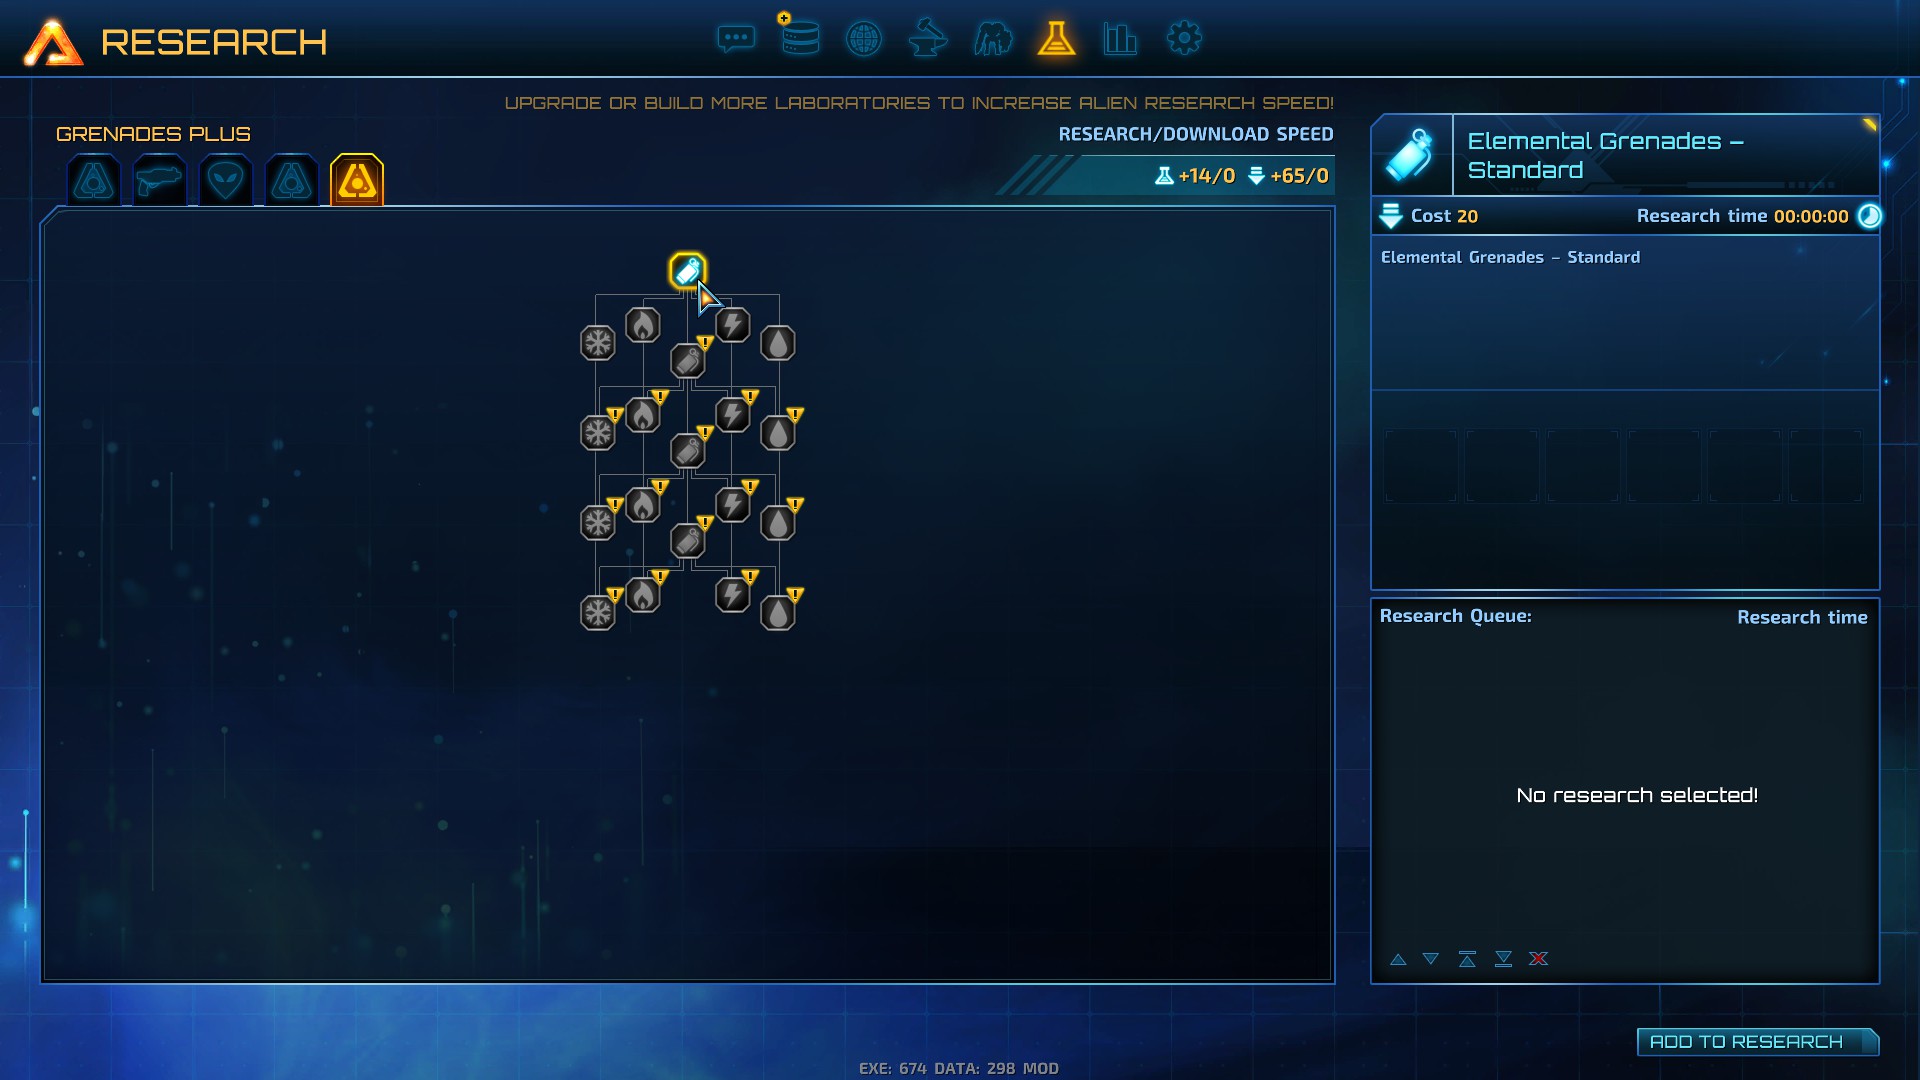 RESEARCH
UPGRADE OR BUILD MORE LABORATORIES TO INCREASE ALIEN RESEARCH SPEED!
GRENADES PLUS
RESEARCH/DOWNLOAD SPEED
+14/0 +65/0
Elemental Grenades –
Standard
Cost 20 Research time 00:00:00
Elemental Grenades – Standard
Research Queue: Research time
No research selected!
ADD TO RESEARCH
EXE: 674 DATA: 298 MOD